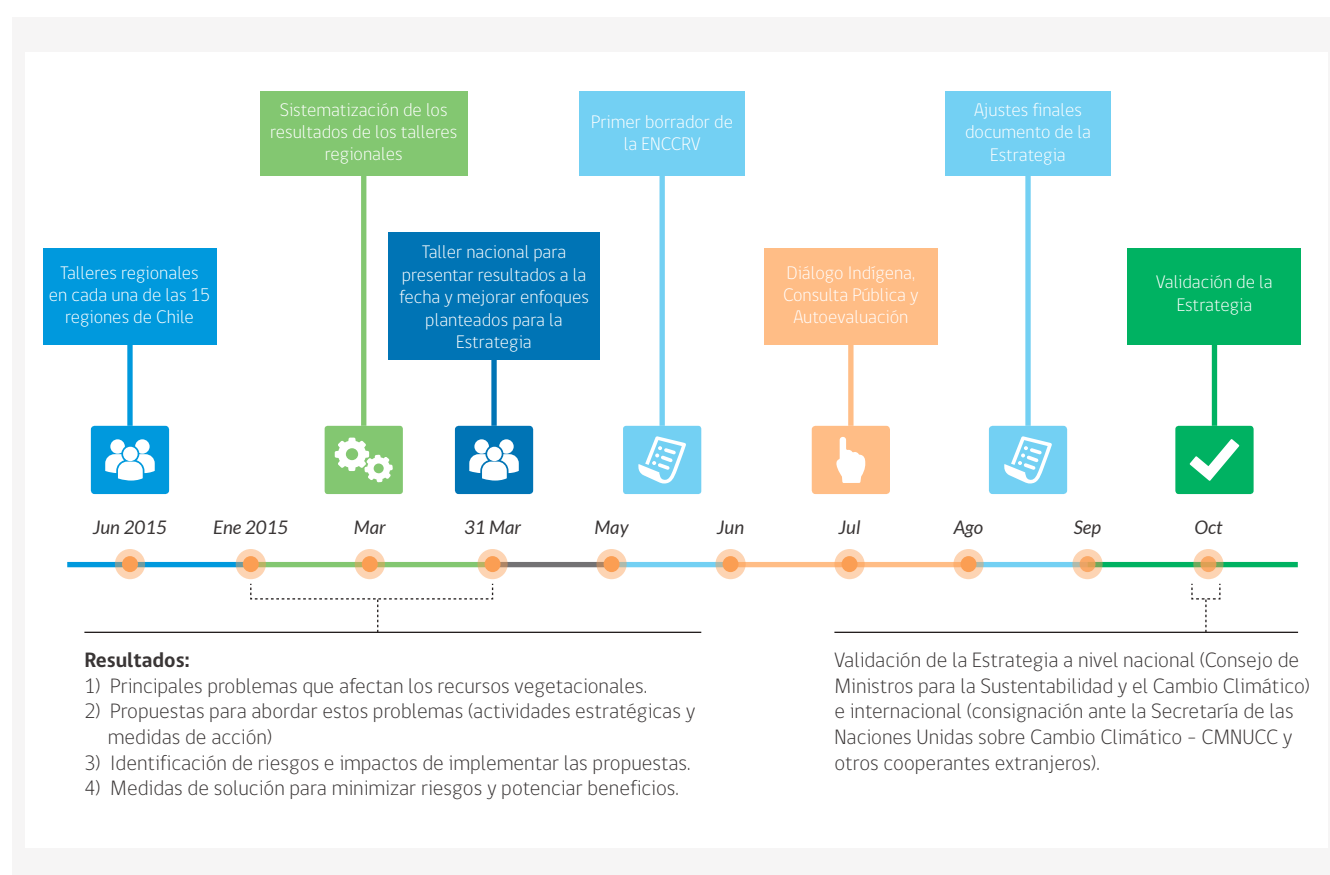 Sistematización de los
resultados de los talleres
regionales
Primer borrador de
la ENCCRV
Ajustes finales
documento de la
Estrategia
Talleres regionales
en cada una de las 15
regiones de Chile
Taller nacional para
presentar resultados a la
fecha y mejorar enfoques
planteados para la
Estrategia
Diálogo Indígena,
Consulta Pública y
Autoevaluación
Validación de la
Estrategia
Jun 2015
Ene 2015
Mar
31 Mar
May
Jun
Jul
Ago
Sep
Oct
Resultados:
1) Principales problemas que afectan los recursos vegetacionales.
2) Propuestas para abordar estos problemas (actividades estratégicas y
medidas de acción)
3) Identificación de riesgos e impactos de implementar las propuestas.
4) Medidas de solución para minimizar riesgos y potenciar beneficios.
Validación de la Estrategia a nivel nacional (Consejo de
Ministros para la Sustentabilidad y el Cambio Climático)
e internacional (consignación ante la Secretaría de las
Naciones Unidas sobre Cambio Climático – CMNUCC y
otros cooperantes extranjeros).